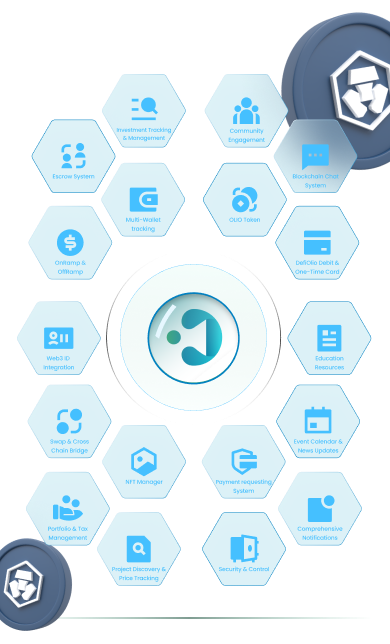 Investment Tracking
& Management
Community
Engagement
Escrow System
Blockchain Chat
System
Multi-Wallet
tracking
OLID Token
OnRamp &
OffRamp
DefiOlio Debit &
One-Time Card
Web3 ID
Integration
Education
Resources
Swap & Cross
Chain Bridge
Event Calendar &
News Updates
NFT Manager
Payment requesting
System
Portfolio & Tax
Management
Comprehensive
Notifications
Project Discovery &
Price Tracking
Security & Control